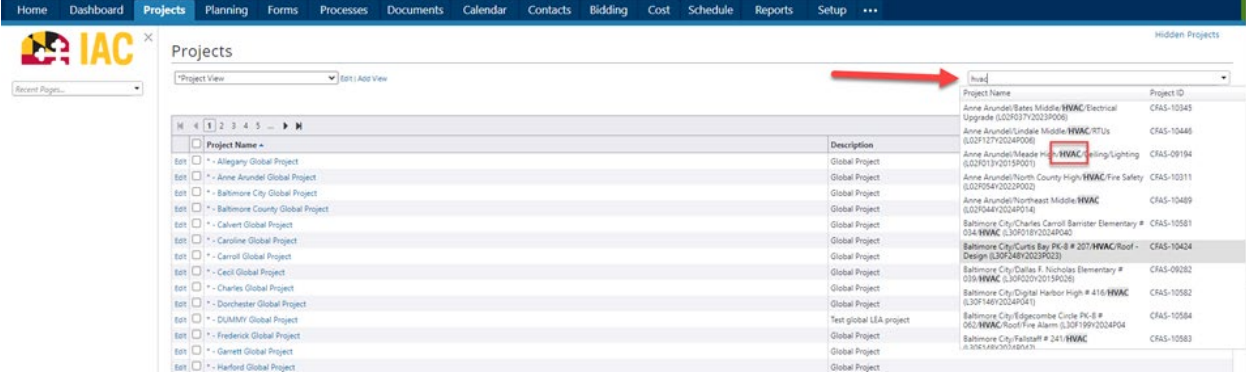 Home Dashboard Projects Planning Forms Processes Documents Calendar Contacts Bidding Cost Schedule Reports Setup •••
IAC
Recent Pages...
Hidden Projects
Projects
*Project View
Edit | Add View
hvac
Project Name Project ID
Anne Arundel/Bates Middle/HVAC/Electrical CFAS-10345
Upgrade (L02F037Y2023P006)
Anne Arundel/Lindale Middle/HVAC/RTUs CFAS-10446
(L02F127Y2024P006)
Anne Arundel/Meade High/HVAC/Ceiling/Lighting CFAS-09194
(L02F013Y2015P001)
Anne Arundel/North County High/HVAC/Fire Safety CFAS-10311
(L02F054Y2022P002)
Anne Arundel/Northeast Middle/HVAC CFAS-10489
(L02F044Y2024P014)
Baltimore City/Charles Carroll Barrister Elementary # CFAS-10581
034/HVAC (L30F018Y2024P040
Baltimore City/Curtis Bay PK-8 # 207/HVAC/Roof - CFAS-10424
Design (L30F248Y2023P023)
Baltimore City/Dallas F. Nicholas Elementary # CFAS-09282
039/HVAC (L30F020Y2015P026)
Baltimore City/Digital Harbor High # 416/HVAC CFAS-10582
(L30F146Y2024P041)
Baltimore City/Edgecombe Circle PK-8 # CFAS-10584
062/HVAC/Roof/Fire Alarm (L30F199Y2024P04
Baltimore City/Fallstaff # 241/HVAC CFAS-10583
1 2 3 4 5 ...
Project Name Description
Edit * - Allegany Global Project Global Project
Edit * - Anne Arundel Global Project Global Project
Edit * - Baltimore City Global Project Global Project
Edit * - Baltimore County Global Project Global Project
Edit * - Calvert Global Project Global Project
Edit * - Caroline Global Project Global Project
Edit * - Carroll Global Project Global Project
Edit * - Cecil Global Project Global Project
Edit * - Charles Global Project Global Project
Edit * - Dorchester Global Project Global Project
Edit * - DUMMY Global Project Test global LEA project
Edit * - Frederick Global Project Global Project
Edit * - Garrett Global Project Global Project
Edit * - Harford Global Project Global Project